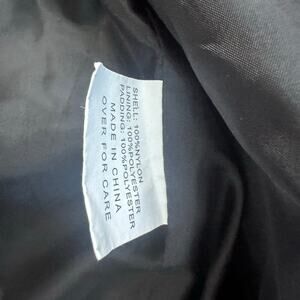 SHELL: 100%NYLON
LINING: 100%POLYESTER
PADDING: 100%POLYESTER
MADE IN CHINA
OVER FOR CARE